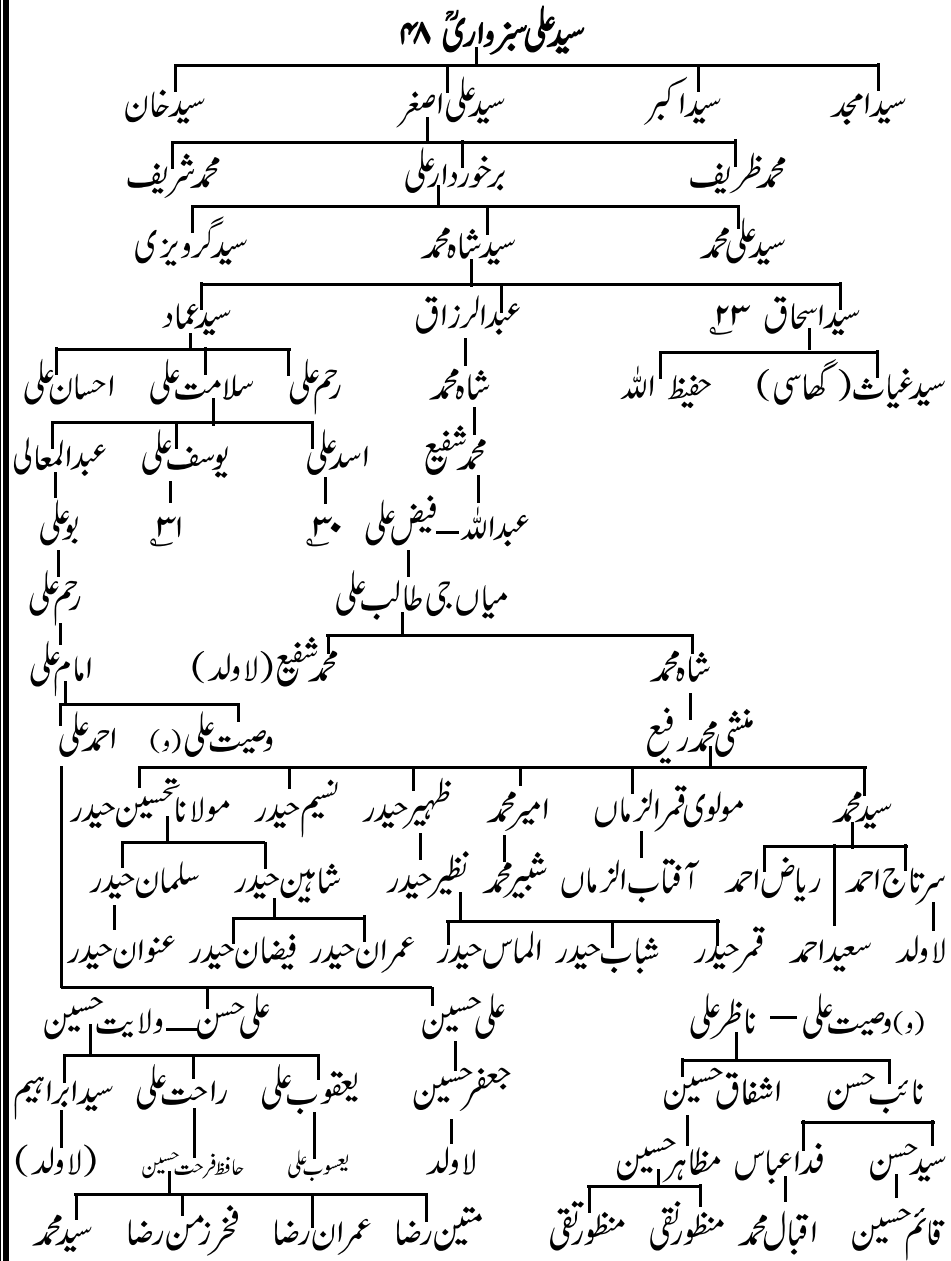 سید علی سبزواریؒ ۴۸
سید امجد سید اکبر سید علی اصغر سید خان
محمد ظریف برخوردار علی محمد شریف
سید علی محمد سید شاہ محمد سید گرویزی
سید اسحاق ۲۳ عبدالرزاق سید عماد
سید غیاث (گھاسی) حفیظ اللہ شاہ محمد رحم علی سلامت علی احسان علی
محمد شفیع اسد علی یوسف علی عبدالمعالی
عبداللہ — فیض علی ۳۰ ۳۱ بو علی
میاں جی طالب علی رحم علی
شاہ محمد محمد شفیع (لاولد) امام علی
منشی محمد رفیع وصیت علی (و) احمد علی
سید محمد مولوی قمر الزماں امیر محمد ظہیر حیدر نسیم حیدر مولانا تحسین حیدر
سرتاج احمد ریاض احمد آفتاب الزماں شبیر محمد نظیر حیدر شاہین حیدر سلمان حیدر
لاولد سعید احمد قمر حیدر شباب حیدر الماس حیدر عمران حیدر فیضان حیدر عنوان حیدر
(و) وصیت علی — ناظر علی علی حسین علی حسن — ولایت حسین
نائب حسن اشفاق حسین جعفر حسین یعقوب علی راحت علی سید ابراہیم
سید حسن فدا عباس مظاہر حسین لاولد یعسوب علی حافظ فرحت حسین (لاولد)
قائم حسین اقبال محمد منظور نقی منظور تقی متین رضا عمران رضا فخر زمن رضا سید محمد